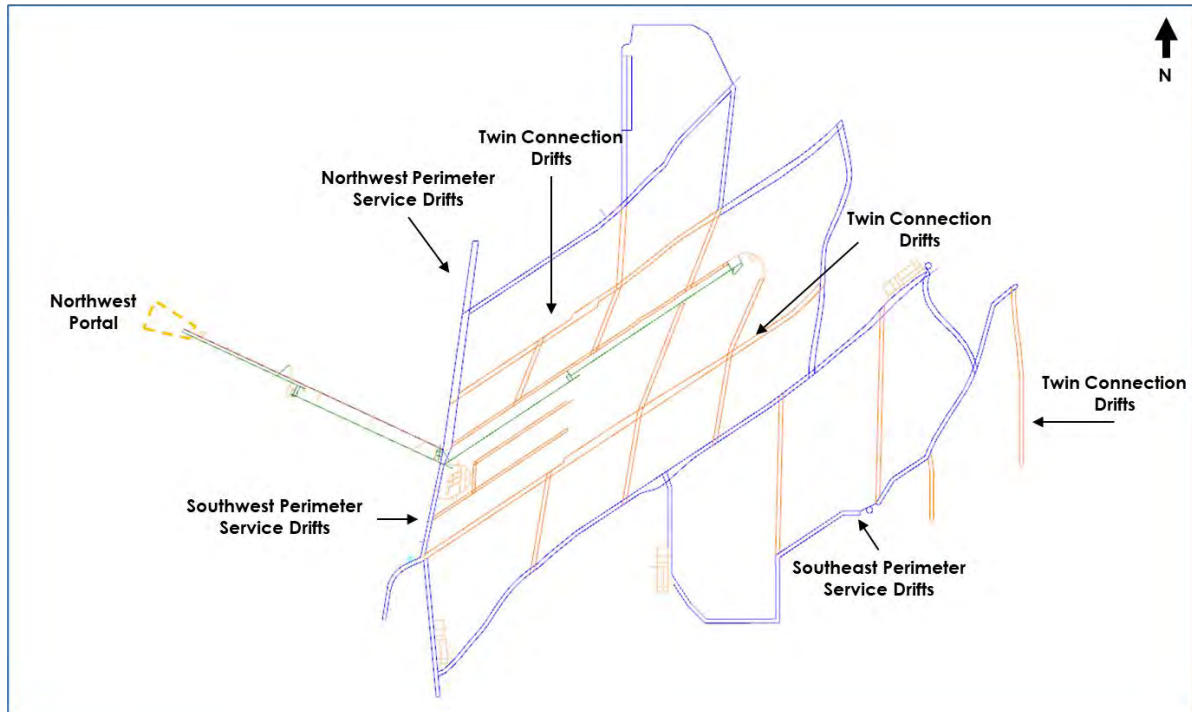 N
Twin Connection
Drifts
Northwest Perimeter
Service Drifts
Twin Connection
Drifts
Northwest
Portal
Twin Connection
Drifts
Southwest Perimeter
Service Drifts
Southeast Perimeter
Service Drifts